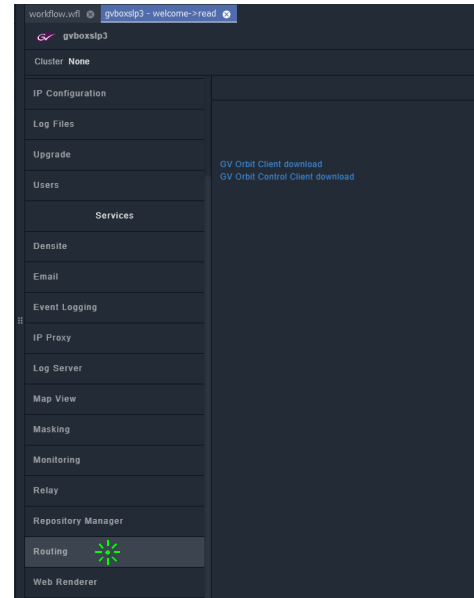 workflow.wfl
gvboxslp3 - welcome->read
gvboxslp3
Cluster None
IP Configuration
Log Files
Upgrade
Users
Services
Densite
Email
Event Logging
IP Proxy
Log Server
Map View
Masking
Monitoring
Relay
Repository Manager
Routing
Web Renderer
GV Orbit Client download
GV Orbit Control Client download